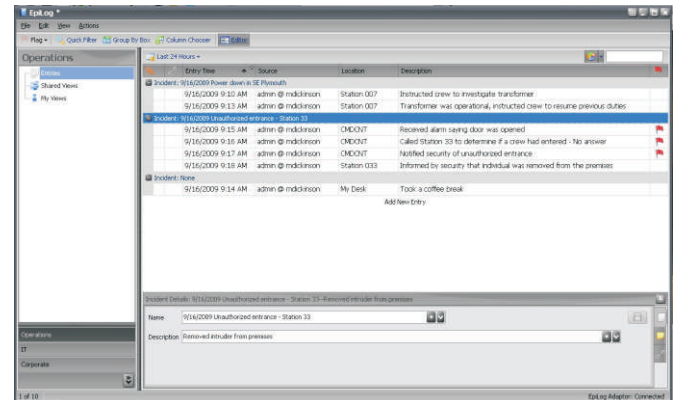 EpiLog *
File Edit View Actions
Flag Quick Filter Group By Box Column Chooser Editor
Operations
Entries
Shared Views
My Views
Last 24 Hours
Entry Time Source Location Description
Incident: 9/16/2009 Power down in SE Plymouth
9/16/2009 9:10 AM admin @ mdickinson Station 007 Instructed crew to investigate transformer
9/16/2009 9:13 AM admin @ mdickinson Station 007 Transformer was operational, instructed crew to resume previous duties
Incident: 9/16/2009 Unauthorized entrance - Station 33
9/16/2009 9:15 AM admin @ mdickinson CMDCNT Received alarm saying door was opened
9/16/2009 9:16 AM admin @ mdickinson CMDCNT Called Station 33 to determine if a crew had entered - No answer
9/16/2009 9:17 AM admin @ mdickinson CMDCNT Notified security of unauthorized entrance
9/16/2009 9:18 AM admin @ mdickinson Station 033 Informed by security that individual was removed from the premises
Incident: None
9/16/2009 9:14 AM admin @ mdickinson My Desk Took a coffee break
Add New Entry
Incident Details: 9/16/2009 Unauthorized entrance - Station 33--Removed intruder from premises
Name 9/16/2009 Unauthorized entrance - Station 33
Description Removed intruder from premises
Operations
IT
Corporate
1 of 10
EpiLog Adaptor: Connected